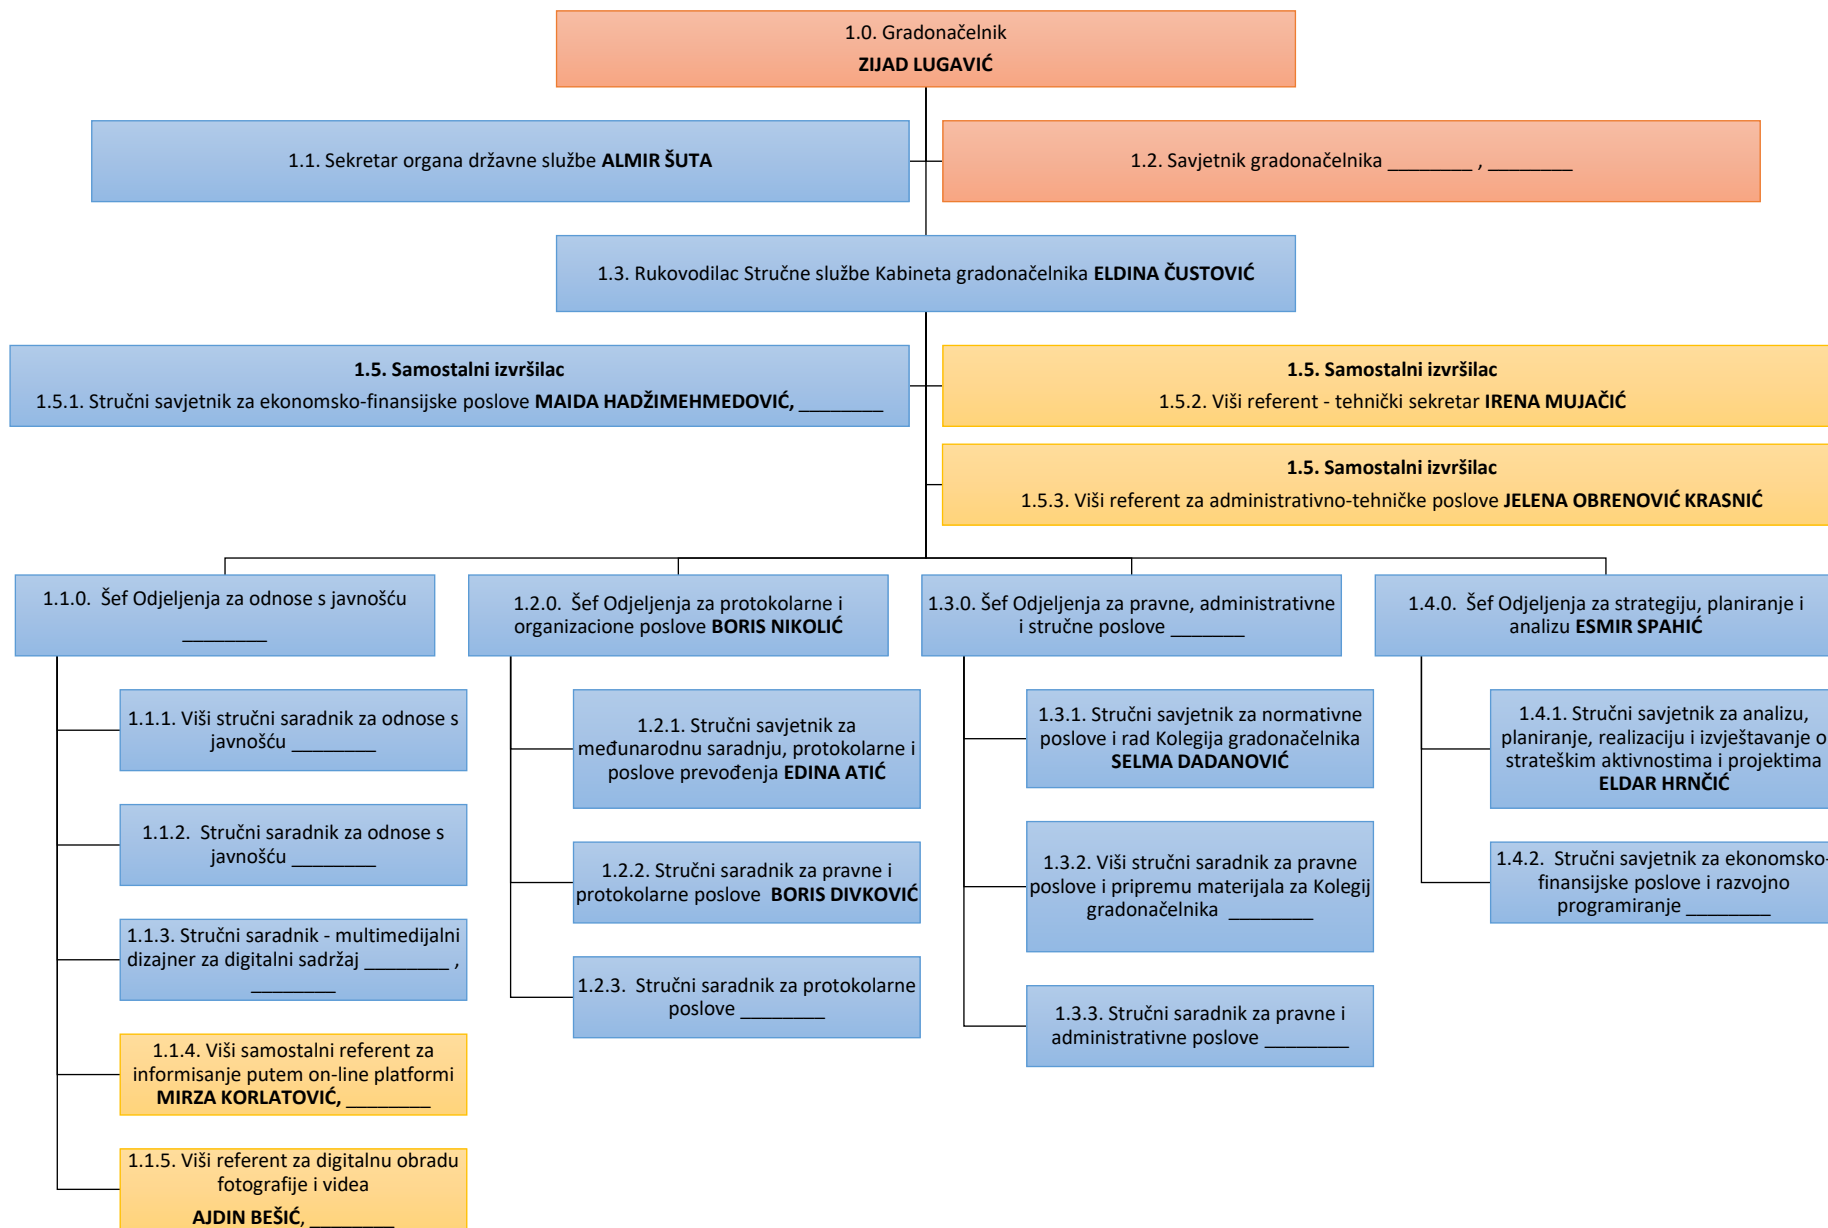 1.0. Gradonačelnik
ZIJAD LUGAVIĆ
1.1. Sekretar organa državne službe ALMIR ŠUTA
1.2. Savjetnik gradonačelnika ________ , ________
1.3. Rukovodilac Stručne službe Kabineta gradonačelnika ELDINA ČUSTOVIĆ
1.5. Samostalni izvršilac
1.5.1. Stručni savjetnik za ekonomsko-finansijske poslove MAIDA HADŽIMEHMEDOVIĆ, ________
1.5. Samostalni izvršilac
1.5.2. Viši referent - tehnički sekretar IRENA MUJAČIĆ
1.5. Samostalni izvršilac
1.5.3. Viši referent za administrativno-tehničke poslove JELENA OBRENOVIĆ KRASNIĆ
1.1.0. Šef Odjeljenja za odnose s javnošću
________
1.1.1. Viši stručni saradnik za odnose s
javnošću ________
1.1.2. Stručni saradnik za odnose s
javnošću ________
1.1.3. Stručni saradnik - multimedijalni
dizajner za digitalni sadržaj ________ ,
________
1.1.4. Viši samostalni referent za
informisanje putem on-line platformi
MIRZA KORLATOVIĆ, ________
1.1.5. Viši referent za digitalnu obradu
fotografije i videa
AJDIN BEŠIĆ, ________
1.2.0. Šef Odjeljenja za protokolarne i
organizacione poslove BORIS NIKOLIĆ
1.2.1. Stručni savjetnik za
međunarodnu saradnju, protokolarne i
poslove prevođenja EDINA ATIĆ
1.2.2. Stručni saradnik za pravne i
protokolarne poslove BORIS DIVKOVIĆ
1.2.3. Stručni saradnik za protokolarne
poslove ________
1.3.0. Šef Odjeljenja za pravne, administrativne
i stručne poslove _______
1.3.1. Stručni savjetnik za normativne
poslove i rad Kolegija gradonačelnika
SELMA DADANOVIĆ
1.3.2. Viši stručni saradnik za pravne
poslove i pripremu materijala za Kolegij
gradonačelnika ________
1.3.3. Stručni saradnik za pravne i
administrativne poslove ________
1.4.0. Šef Odjeljenja za strategiju, planiranje i
analizu ESMIR SPAHIĆ
1.4.1. Stručni savjetnik za analizu,
planiranje, realizaciju i izvještavanje o
strateškim aktivnostima i projektima
ELDAR HRNČIĆ
1.4.2. Stručni savjetnik za ekonomsko-
finansijske poslove i razvojno
programiranje ________